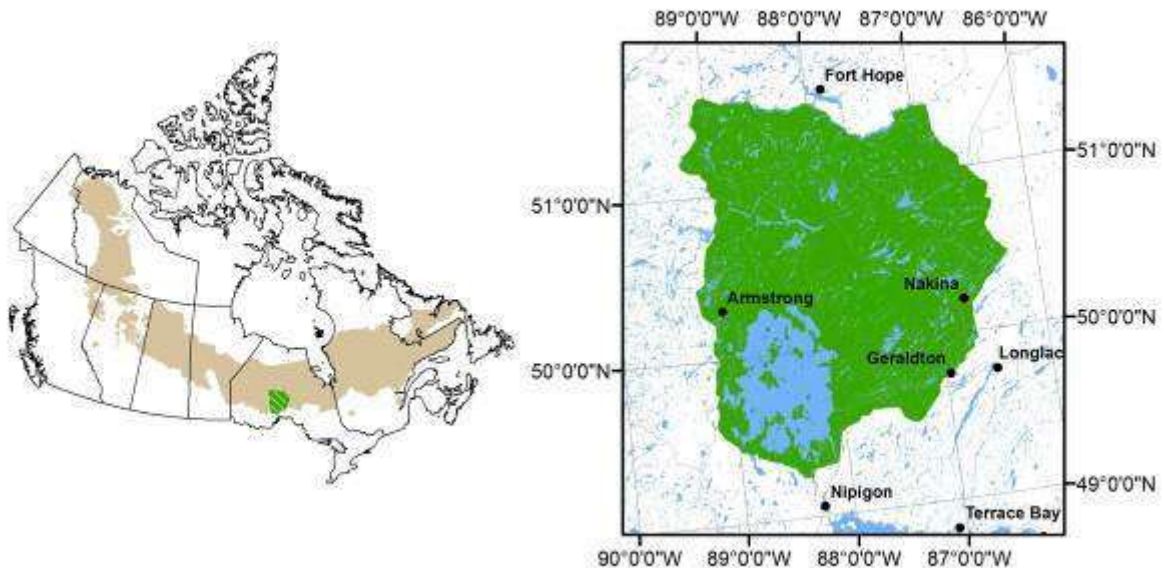 89°0'0"W 88°0'0"W 87°0'0"W 86°0'0"W
Fort Hope
51°0'0"N
51°0'0"N
Nakina
Armstrong
50°0'0"N
Longlac
Geraldton
50°0'0"N
49°0'0"N
Nipigon
Terrace Bay
90°0'0"W 89°0'0"W 88°0'0"W 87°0'0"W